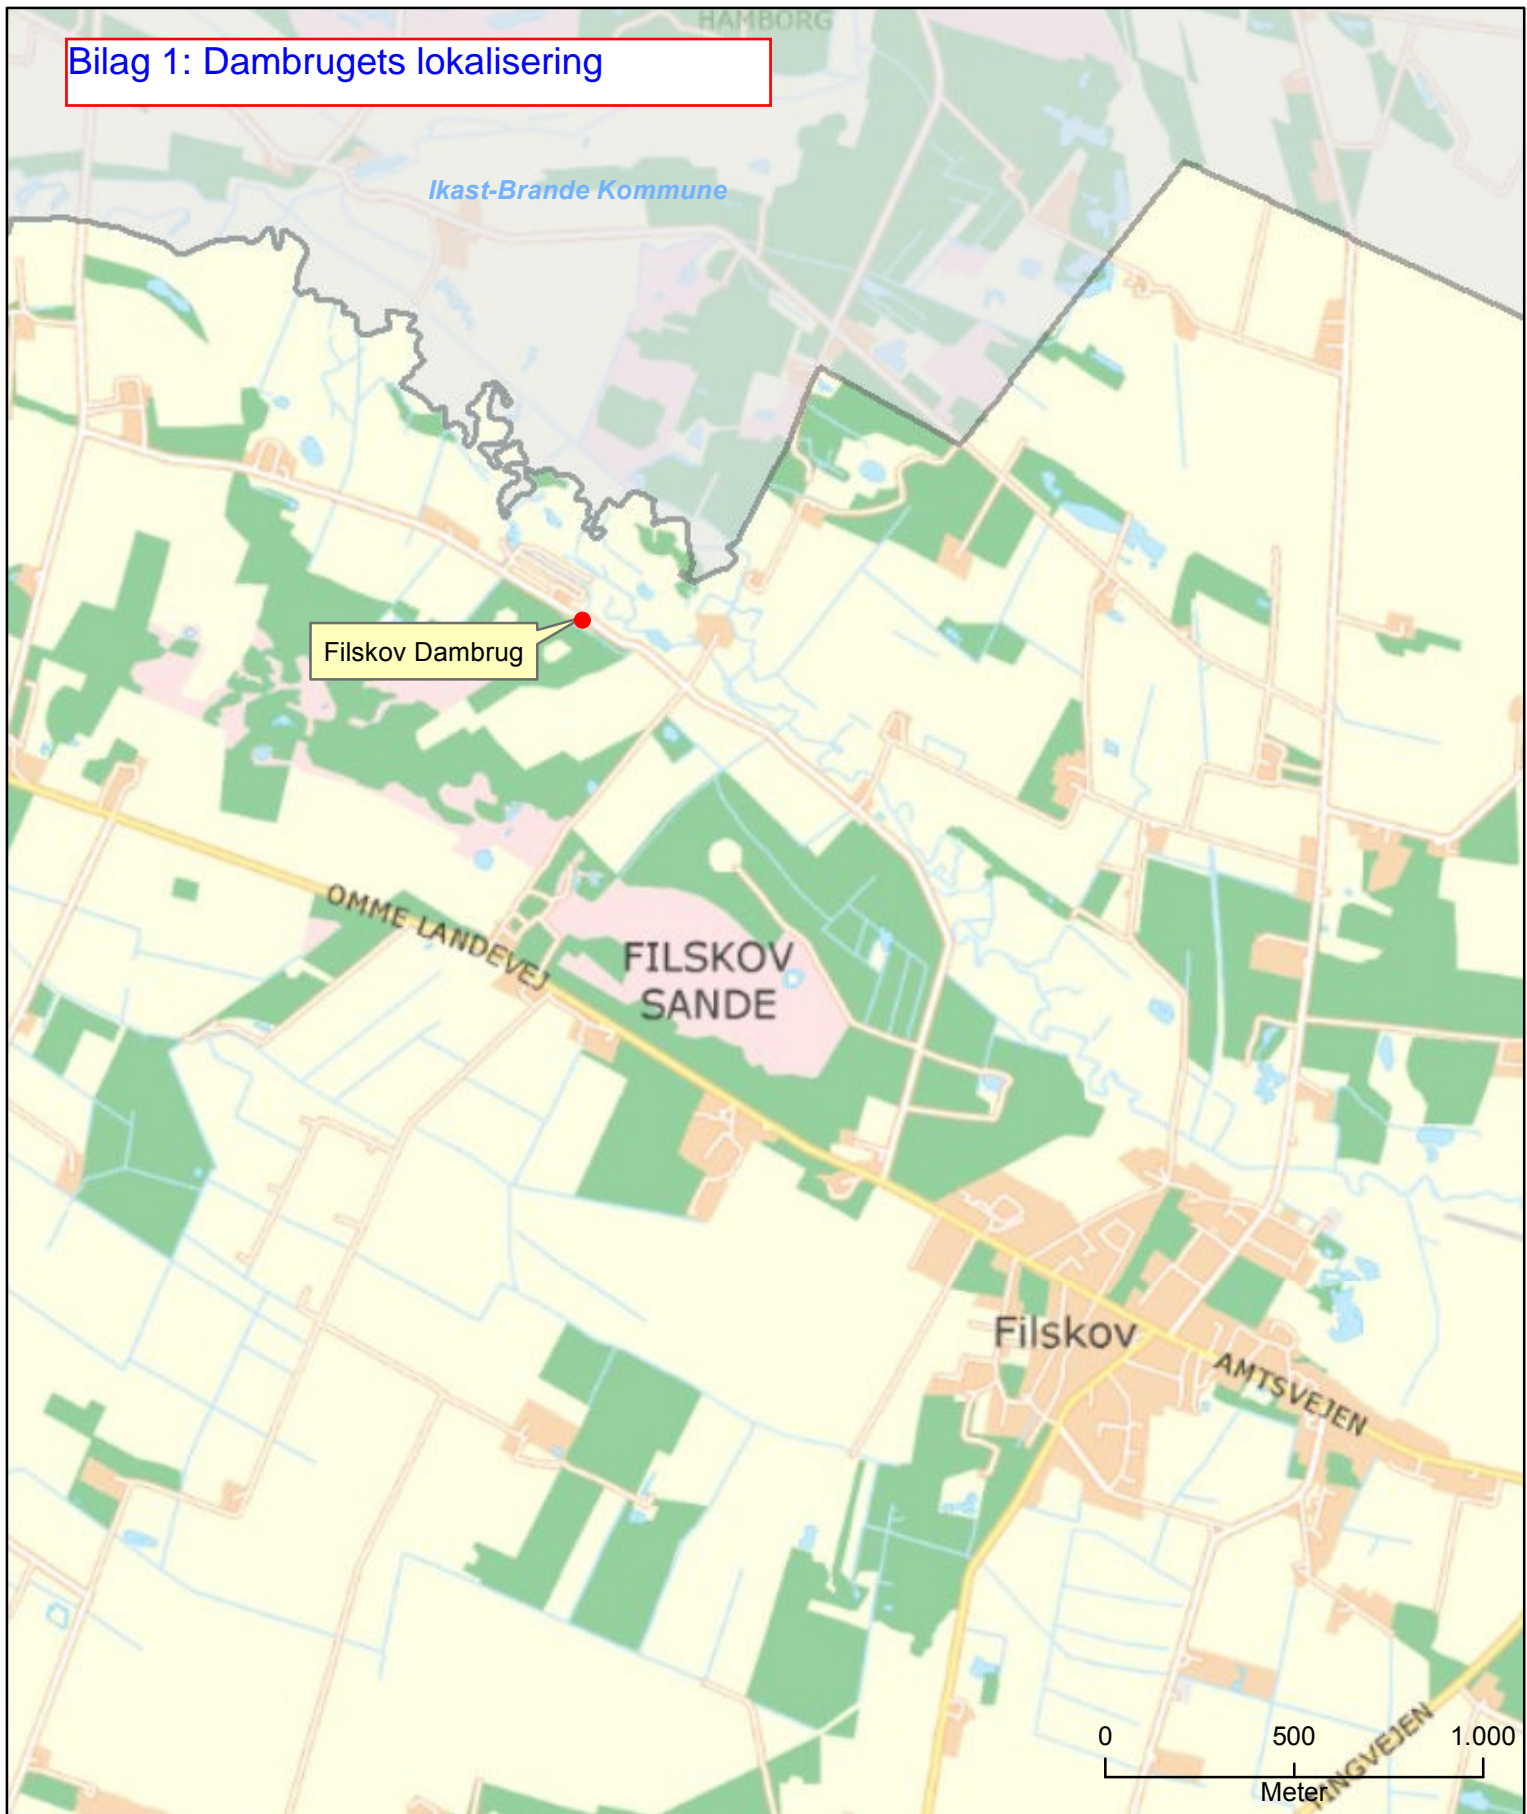 HAMBORG
Bilag 1: Dambrugets lokalisering
Ikast-Brande Kommune
Filskov Dambrug
OMME LANDEVEJ
FILSKOV
SANDE
Filskov
AMTSVEJEN
0 500 1.000
Meter